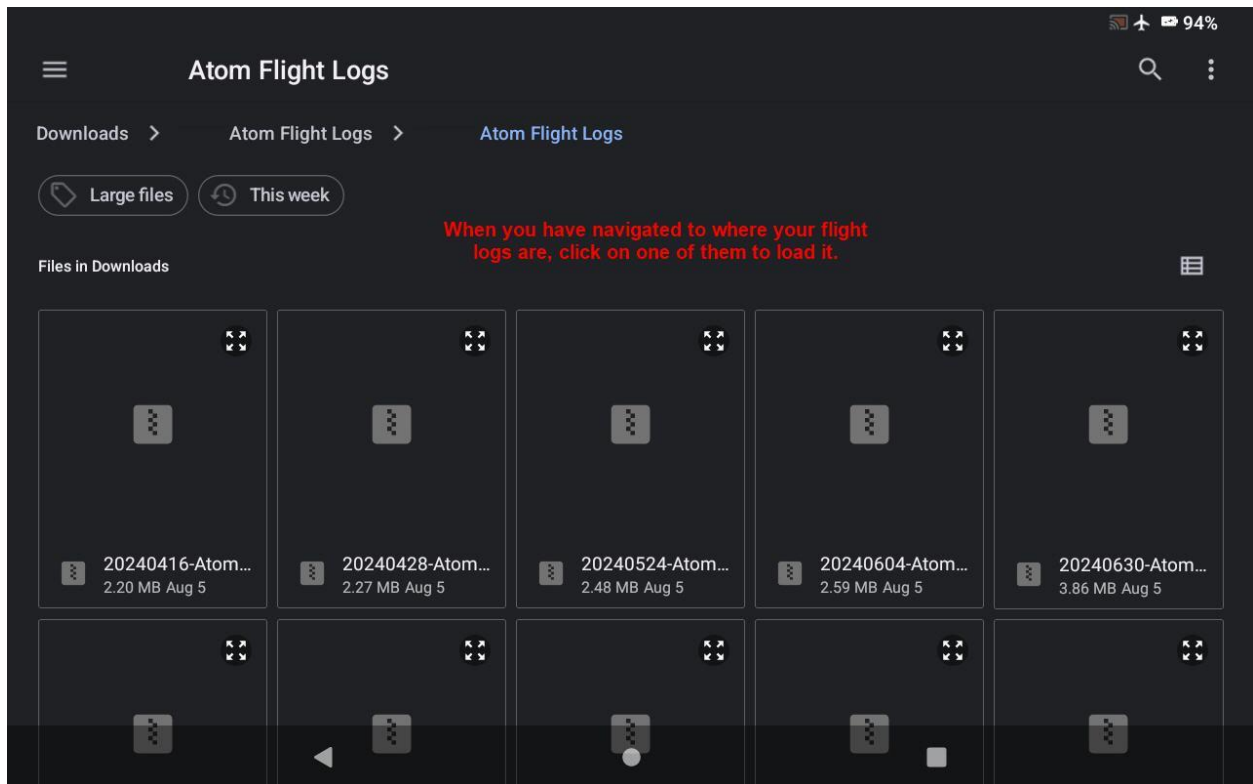 94%
Atom Flight Logs
Downloads > Atom Flight Logs > Atom Flight Logs
Large files This week
When you have navigated to where your flight
logs are, click on one of them to load it.
Files in Downloads
20240416-Atom... 20240428-Atom... 20240524-Atom... 20240604-Atom... 20240630-Atom...
2.20 MB Aug 5 2.27 MB Aug 5 2.48 MB Aug 5 2.59 MB Aug 5 3.86 MB Aug 5